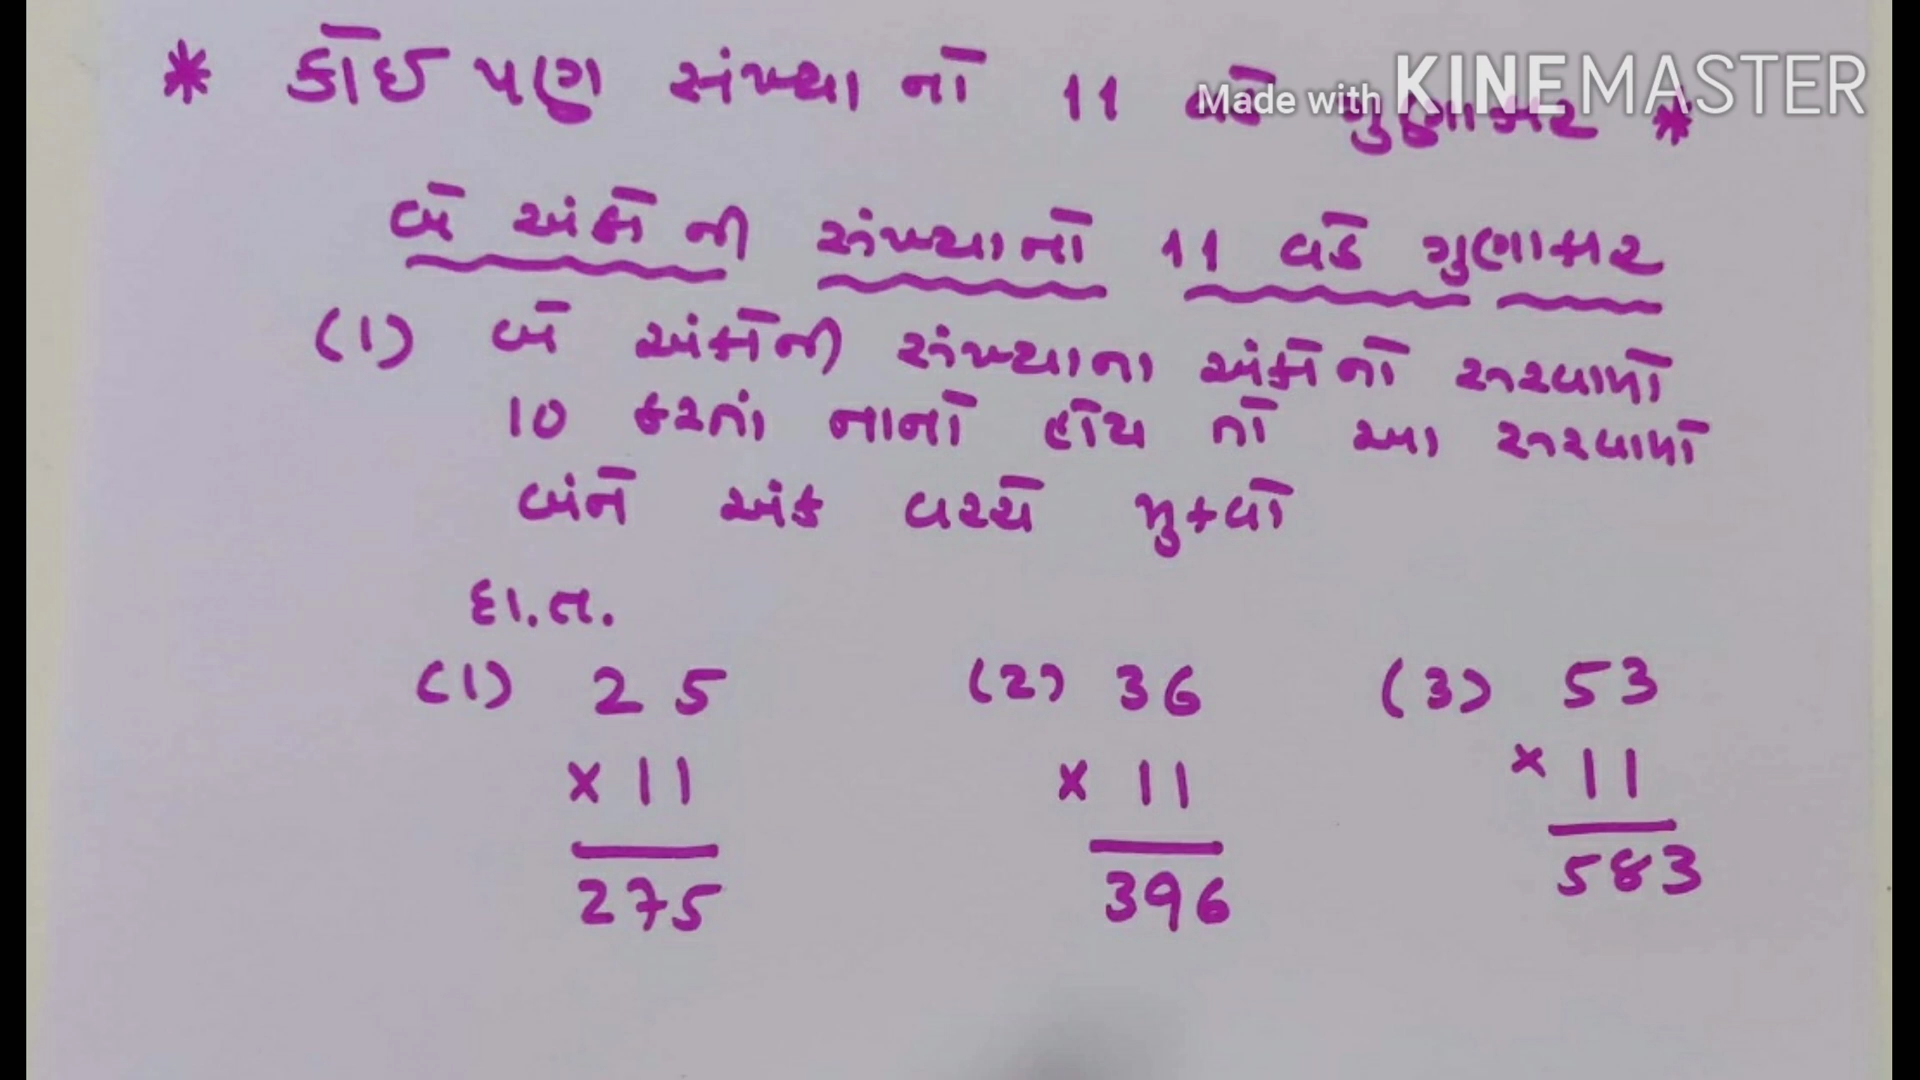 * કોઈ પણ સંખ્યા નો 11 વડે ગુણાકાર *
Made with KINEMASTER
બે અંકો ની સંખ્યાનો 11 વડે ગુણાકાર
(1) બે અંકોની સંખ્યાના અંકોનો સરવાળો
10 કરતાં નાનો હોય તો આ સરવાળો
બંને અંક વચ્ચે મુકવો
દા.ત.
(1) 25 (2) 36 (3) 53
× 11 × 11 × 11
275 396 583